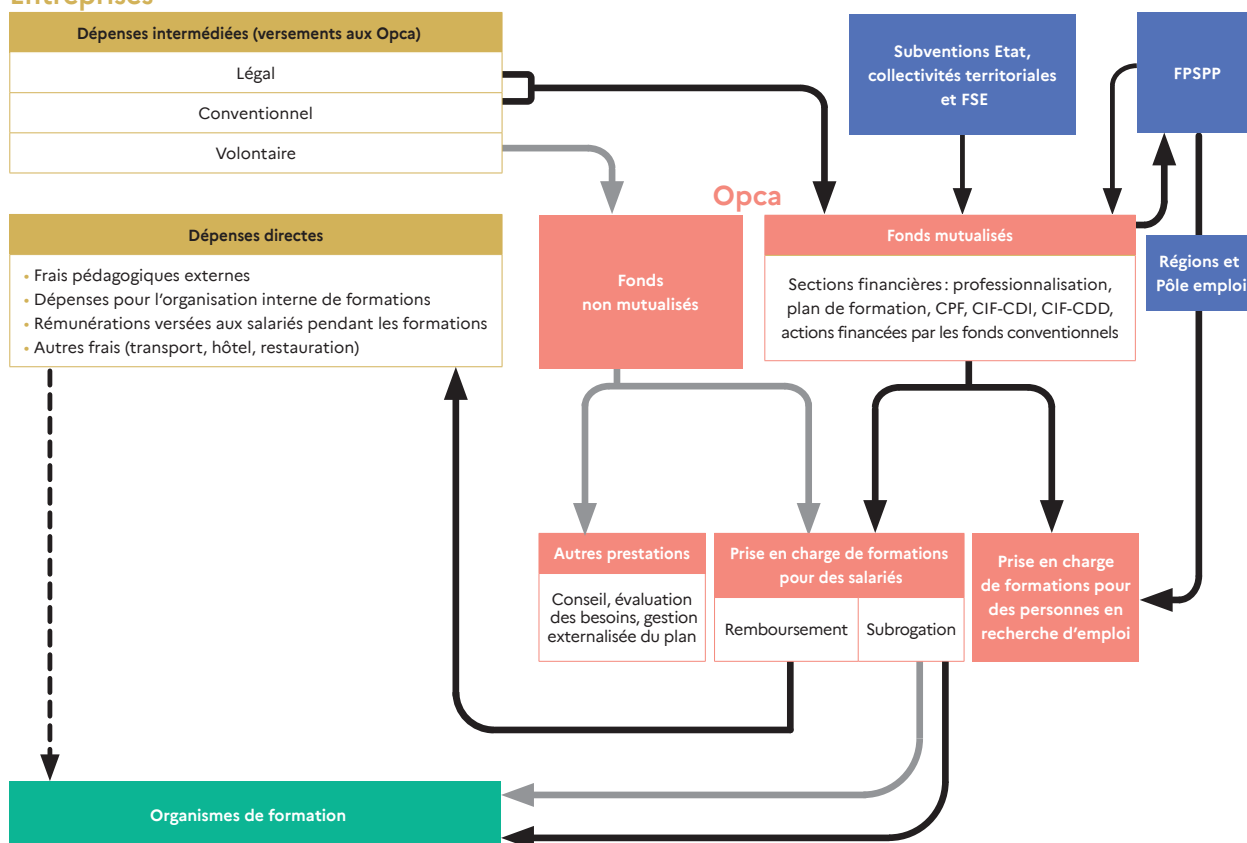 Entreprises
Dépenses intermédiées (versements aux Opca)
Légal
Conventionnel
Volontaire
Subventions Etat,
collectivités territoriales
et FSE
FPSPP
Opca
Dépenses directes
• Frais pédagogiques externes
• Dépenses pour l'organisation interne de formations
• Rémunérations versées aux salariés pendant les formations
• Autres frais (transport, hôtel, restauration)
Fonds
non mutualisés
Fonds mutualisés
Sections financières : professionnalisation,
plan de formation, CPF, CIF-CDI, CIF-CDD,
actions financées par les fonds conventionnels
Régions et
Pôle emploi
Autres prestations
Conseil, évaluation
des besoins, gestion
externalisée du plan
Prise en charge de formations
pour des salariés
Remboursement
Subrogation
Prise en charge
de formations pour
des personnes en
recherche d'emploi
Organismes de formation